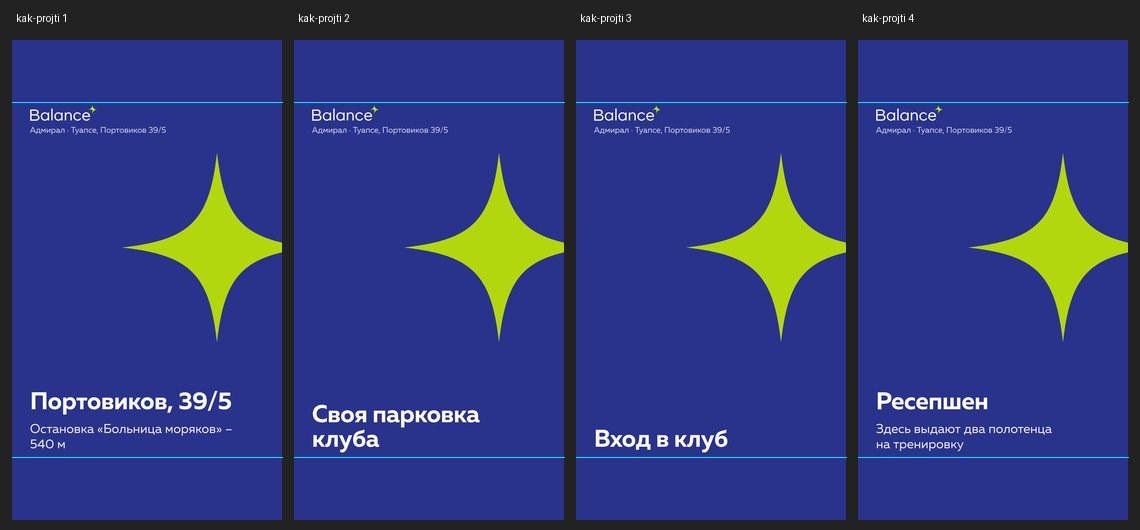 kak-projti 1
Balance
Адмирал · Туапсе, Портовиков 39/5
Портовиков, 39/5
Остановка «Больница моряков» –
540 м
kak-projti 2
Balance
Адмирал · Туапсе, Портовиков 39/5
Своя парковка
клуба
kak-projti 3
Balance
Адмирал · Туапсе, Портовиков 39/5
Вход в клуб
kak-projti 4
Balance
Адмирал · Туапсе, Портовиков 39/5
Ресепшен
Здесь выдают два полотенца
на тренировку